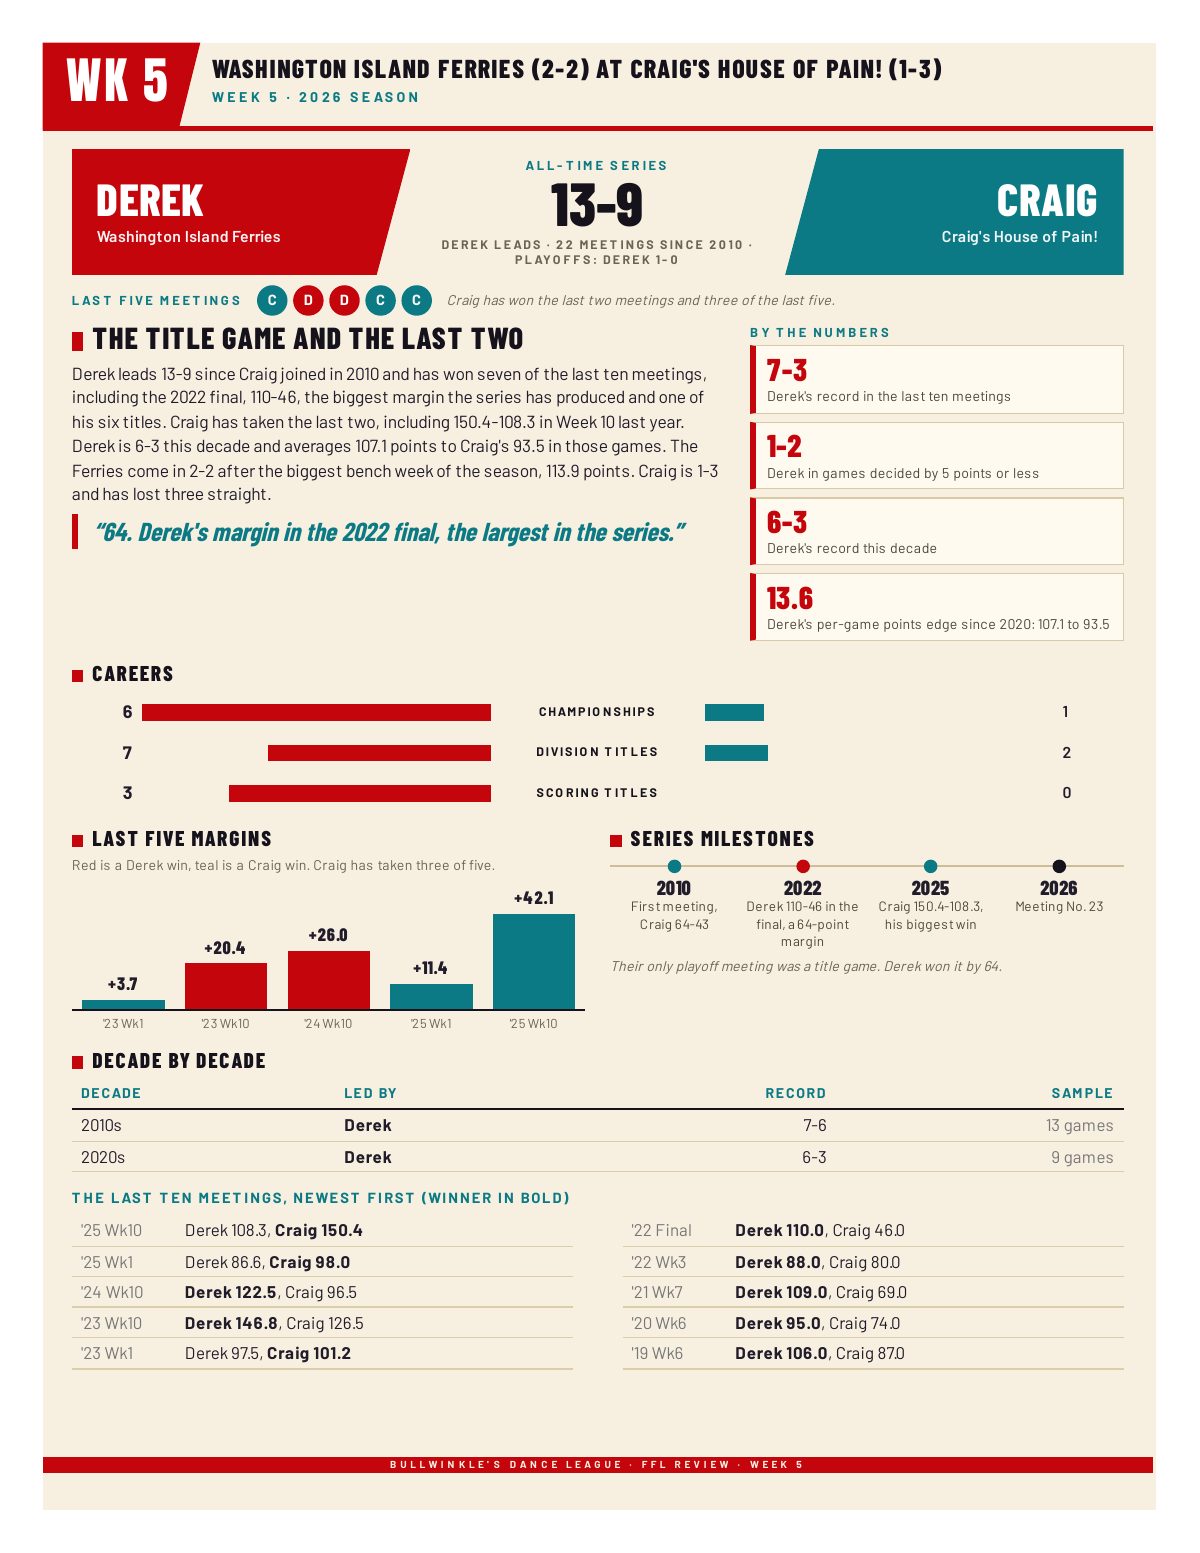 WK 5
WASHINGTON ISLAND FERRIES (2-2) AT CRAIG'S HOUSE OF PAIN! (1-3)
WEEK 5 · 2026 SEASON
DEREK
Washington Island Ferries
ALL-TIME SERIES
13–9
DEREK LEADS · 22 MEETINGS SINCE 2010 ·
PLAYOFFS: DEREK 1-0
CRAIG
Craig's House of Pain!
LAST FIVE MEETINGS C D D C C Craig has won the last two meetings and three of the last five.
THE TITLE GAME AND THE LAST TWO
Derek leads 13-9 since Craig joined in 2010 and has won seven of the last ten meetings,
including the 2022 final, 110-46, the biggest margin the series has produced and one of
his six titles. Craig has taken the last two, including 150.4-108.3 in Week 10 last year.
Derek is 6-3 this decade and averages 107.1 points to Craig's 93.5 in those games. The
Ferries come in 2-2 after the biggest bench week of the season, 113.9 points. Craig is 1-3
and has lost three straight.
“64. Derek's margin in the 2022 final, the largest in the series.”
BY THE NUMBERS
7-3
Derek's record in the last ten meetings
1-2
Derek in games decided by 5 points or less
6-3
Derek's record this decade
13.6
Derek's per-game points edge since 2020: 107.1 to 93.5
CAREERS
6 CHAMPIONSHIPS 1
7 DIVISION TITLES 2
3 SCORING TITLES 0
LAST FIVE MARGINS
Red is a Derek win, teal is a Craig win. Craig has taken three of five.
+3.7 +20.4 +26.0 +11.4 +42.1
'23 Wk1 '23 Wk10 '24 Wk10 '25 Wk1 '25 Wk10
SERIES MILESTONES
2010
First meeting,
Craig 64-43
2022
Derek 110-46 in the
final, a 64-point
margin
2025
Craig 150.4-108.3,
his biggest win
2026
Meeting No. 23
Their only playoff meeting was a title game. Derek won it by 64.
DECADE BY DECADE
DECADE LED BY RECORD SAMPLE
2010s Derek 7-6 13 games
2020s Derek 6-3 9 games
THE LAST TEN MEETINGS, NEWEST FIRST (WINNER IN BOLD)
'25 Wk10 Derek 108.3, Craig 150.4
'25 Wk1 Derek 86.6, Craig 98.0
'24 Wk10 Derek 122.5, Craig 96.5
'23 Wk10 Derek 146.8, Craig 126.5
'23 Wk1 Derek 97.5, Craig 101.2
'22 Final Derek 110.0, Craig 46.0
'22 Wk3 Derek 88.0, Craig 80.0
'21 Wk7 Derek 109.0, Craig 69.0
'20 Wk6 Derek 95.0, Craig 74.0
'19 Wk6 Derek 106.0, Craig 87.0
BULLWINKLE'S DANCE LEAGUE · FFL REVIEW · WEEK 5